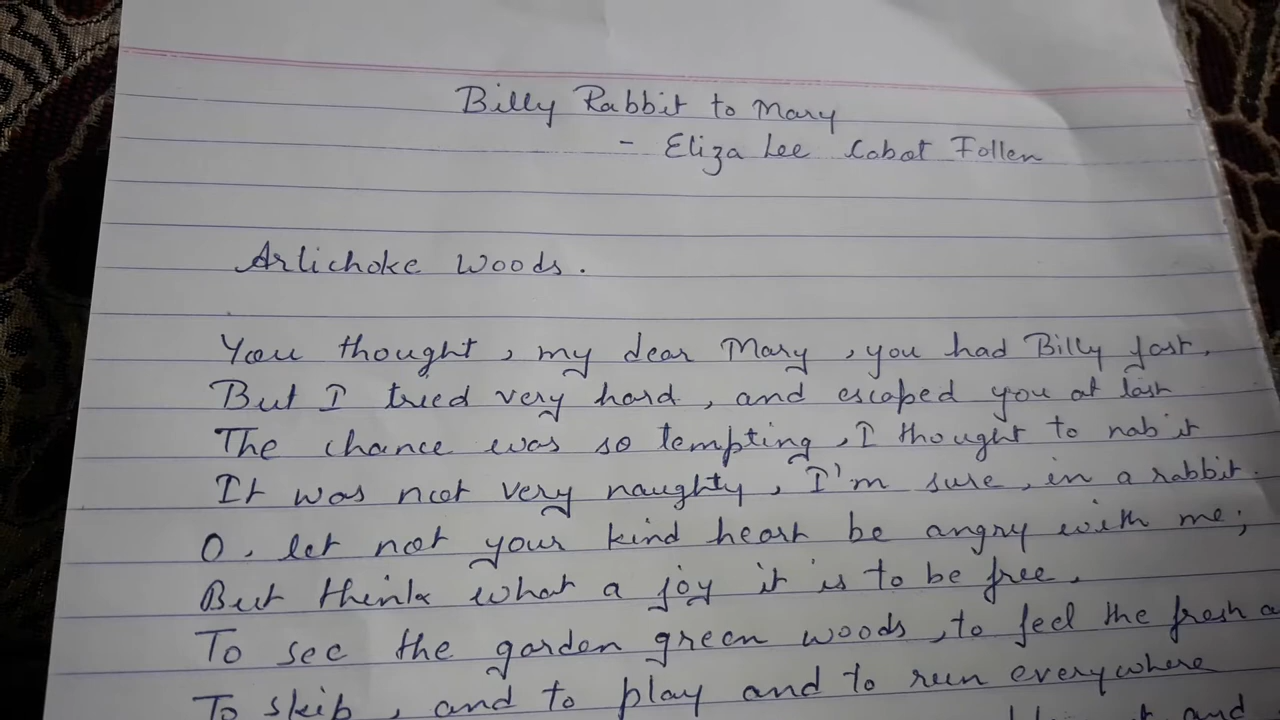 Billy Rabbit to Mary
- Eliza Lee Cabot Follen
Artichoke Woods.
You thought, my dear Mary, you had Billy fast,
But I tried very hard, and escaped you at last
The chance was so tempting, I thought to nab it
It was not very naughty, I'm sure, in a rabbit.
O, let not your kind heart be angry with me;
But think what a joy it is to be free,
To see the garden green woods, to feel the fresh a
To skip, and to play and to run everywhere
and